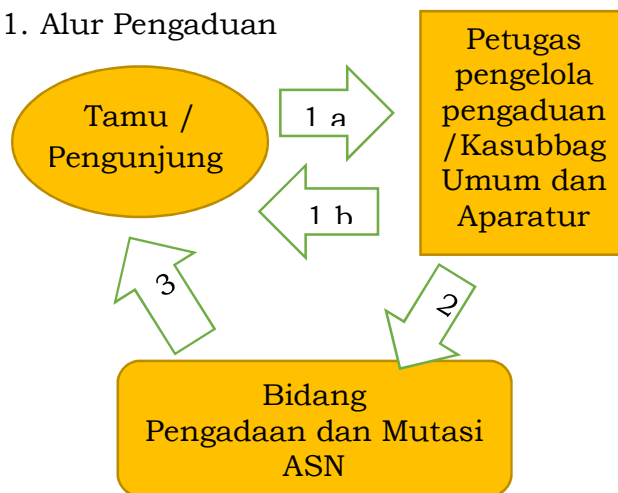 1. Alur Pengaduan
Tamu /
Pengunjung
1 a
1 b
Petugas
pengelola
pengaduan
/Kasubbag
Umum dan
Aparatur
2
3
Bidang
Pengadaan dan Mutasi
ASN